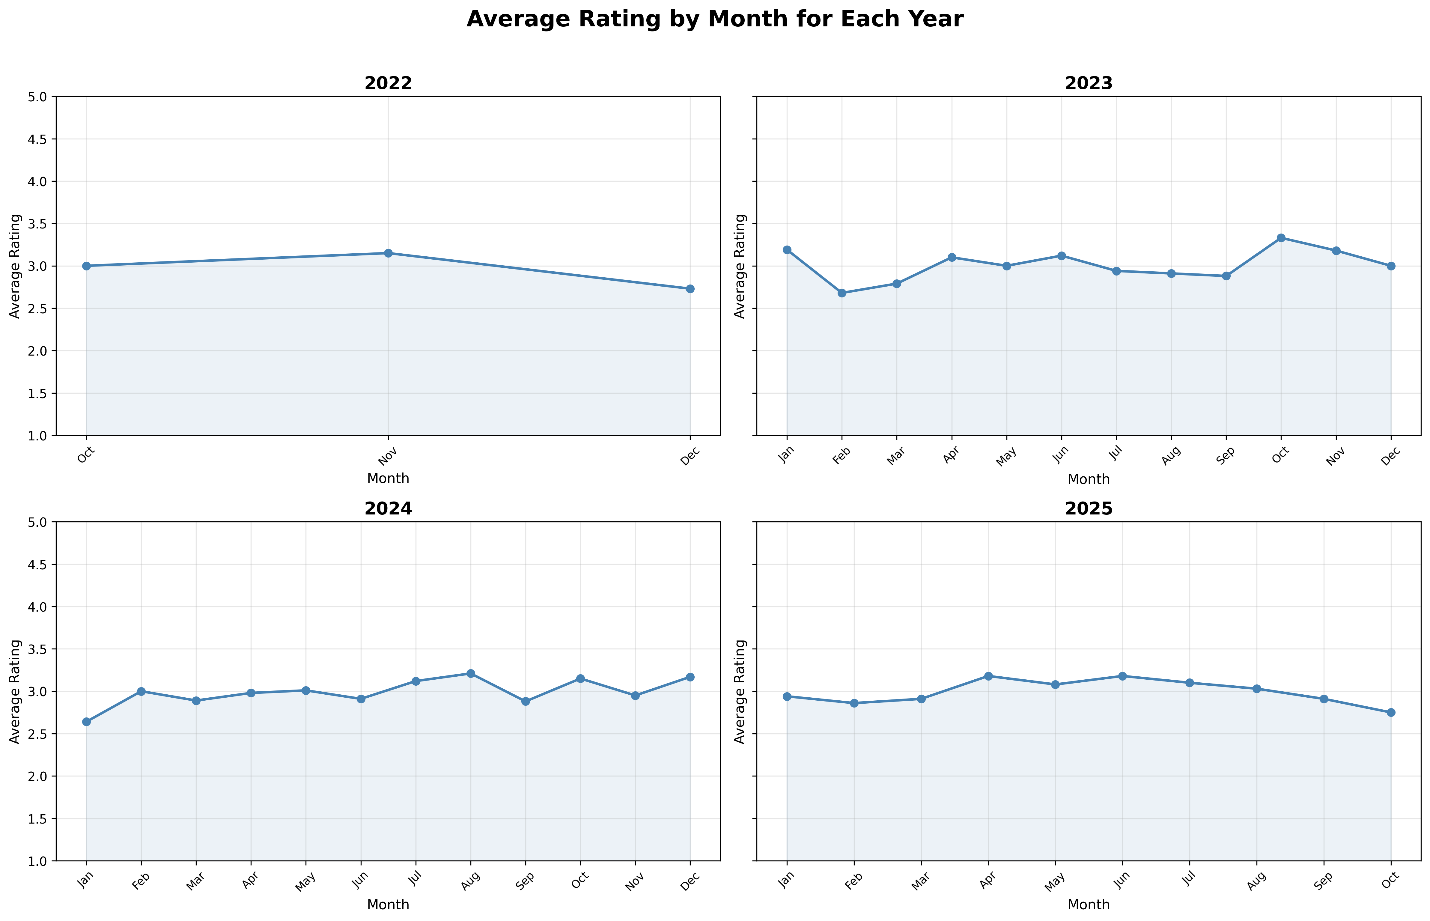 Average Rating by Month for Each Year
2022
5.0
4.5
4.0
3.5
3.0
2.5
2.0
1.5
1.0
Average Rating
Oct
Nov
Dec
Month
2023
Average Rating
Jan
Feb
Mar
Apr
May
Jun
Jul
Aug
Sep
Oct
Nov
Dec
Month
2024
5.0
4.5
4.0
3.5
3.0
2.5
2.0
1.5
1.0
Average Rating
Jan
Feb
Mar
Apr
May
Jun
Jul
Aug
Sep
Oct
Nov
Dec
Month
2025
Average Rating
Jan
Feb
Mar
Apr
May
Jun
Jul
Aug
Sep
Oct
Month